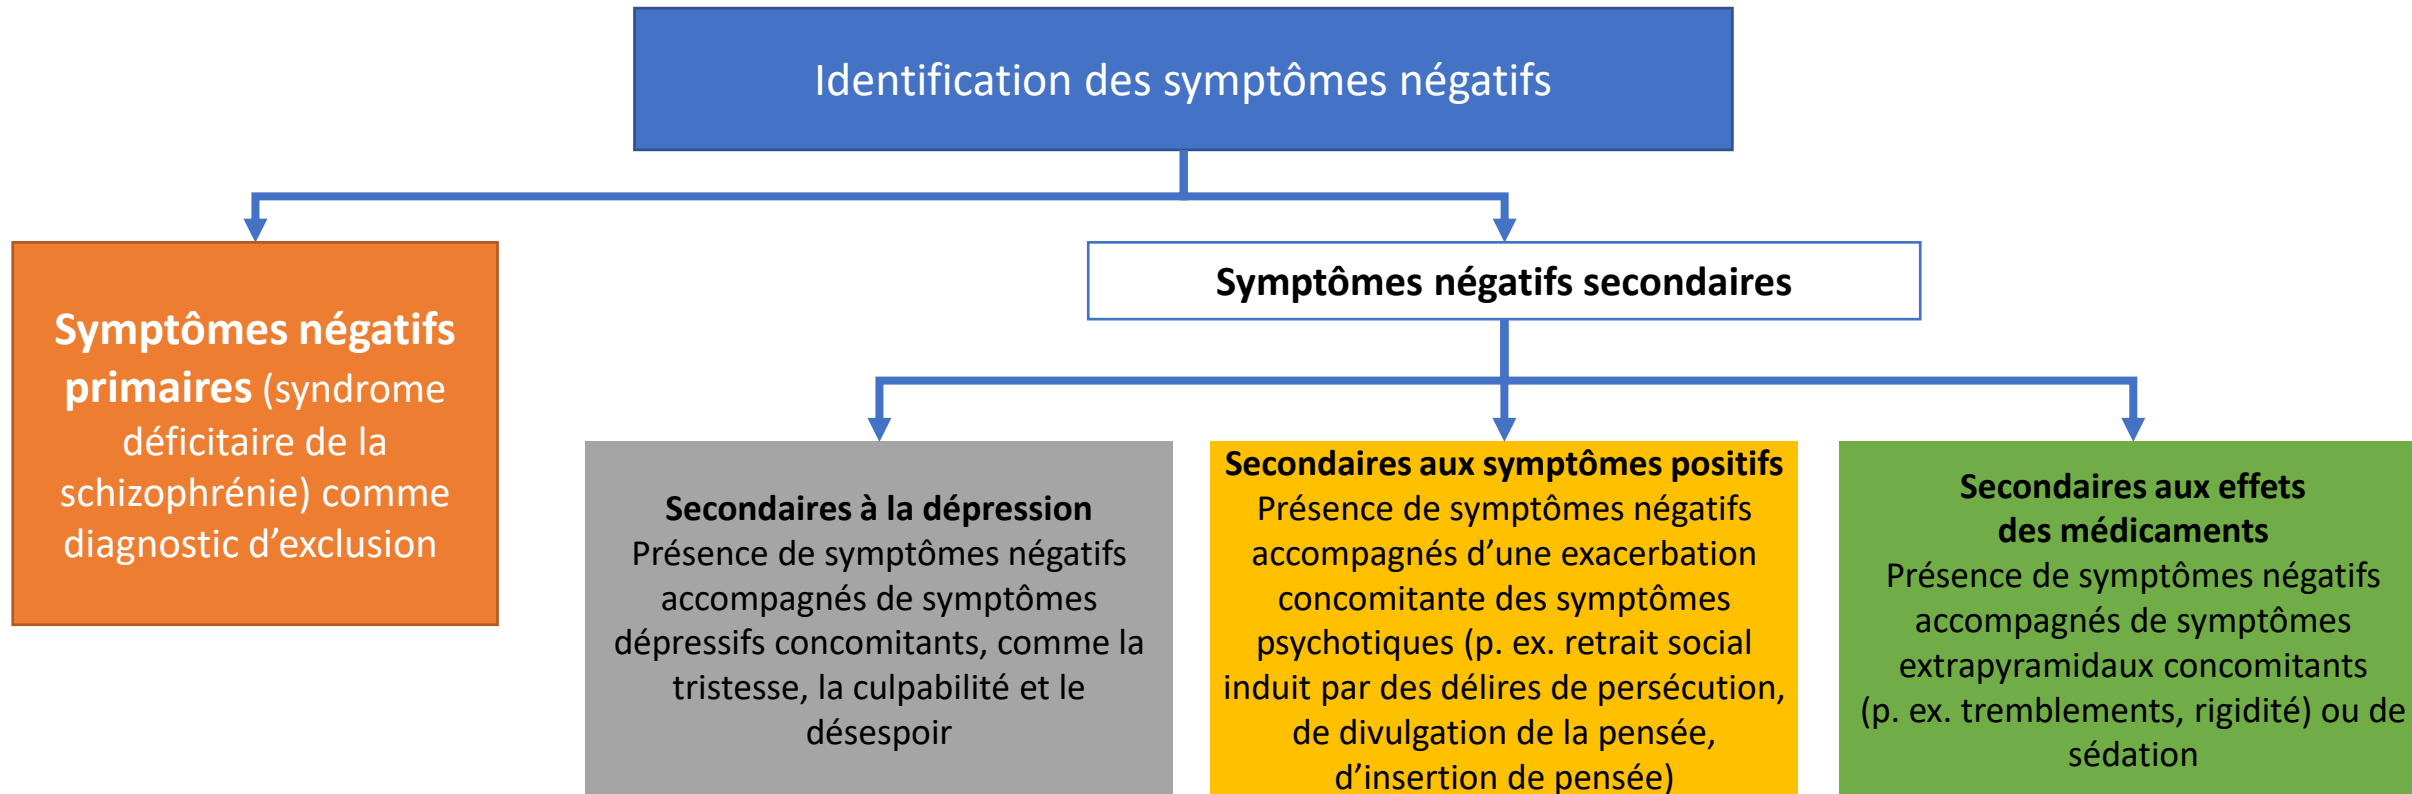 Identification des symptômes négatifs
Symptômes négatifs
primaires (syndrome
déficitaire de la
schizophrénie) comme
diagnostic d’exclusion
Symptômes négatifs secondaires
Secondaires à la dépression
Présence de symptômes négatifs
accompagnés de symptômes
dépressifs concomitants, comme la
tristesse, la culpabilité et le
désespoir
Secondaires aux symptômes positifs
Présence de symptômes négatifs
accompagnés d’une exacerbation
concomitante des symptômes
psychotiques (p. ex. retrait social
induit par des délires de persécution,
de divulgation de la pensée,
d’insertion de pensée)
Secondaires aux effets
des médicaments
Présence de symptômes négatifs
accompagnés de symptômes
extrapyramidaux concomitants
(p. ex. tremblements, rigidité) ou de
sédation